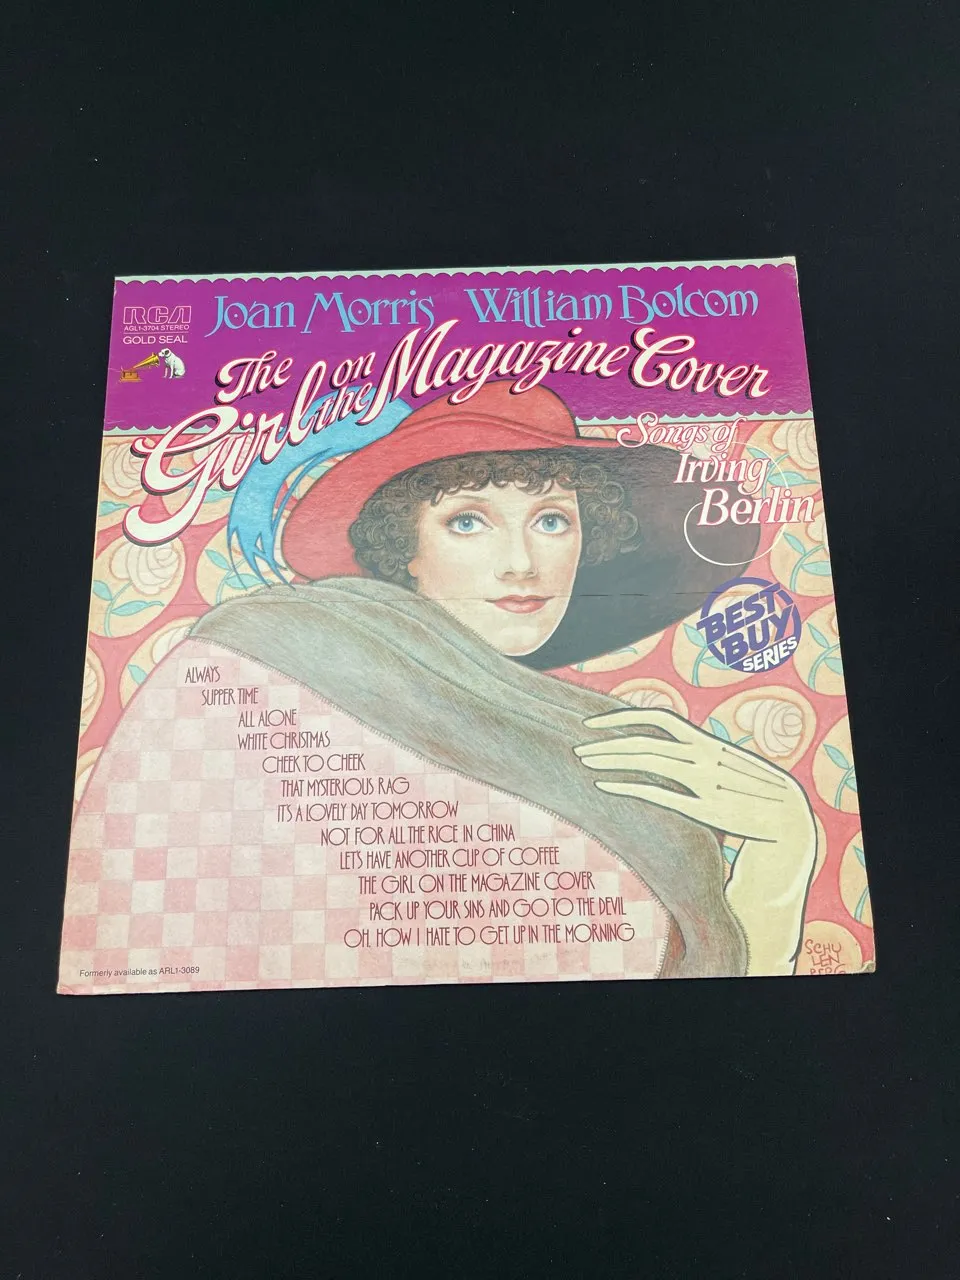 RCA
AGL1-3704 STEREO
GOLD SEAL
Joan Morris William Bolcom
The Girl on the Magazine Cover
Songs of
Irving
Berlin
BEST
BUY
SERIES
ALWAYS
SUPPER TIME
ALL ALONE
WHITE CHRISTMAS
CHEEK TO CHEEK
THAT MYSTERIOUS RAG
IT'S A LOVELY DAY TOMORROW
NOT FOR ALL THE RICE IN CHINA
LET'S HAVE ANOTHER CUP OF COFFEE
THE GIRL ON THE MAGAZINE COVER
PACK UP YOUR SINS AND GO TO THE DEVIL
OH, HOW I HATE TO GET UP IN THE MORNING
Formerly available as ARL1-3089
SCHU
LEN
BERG